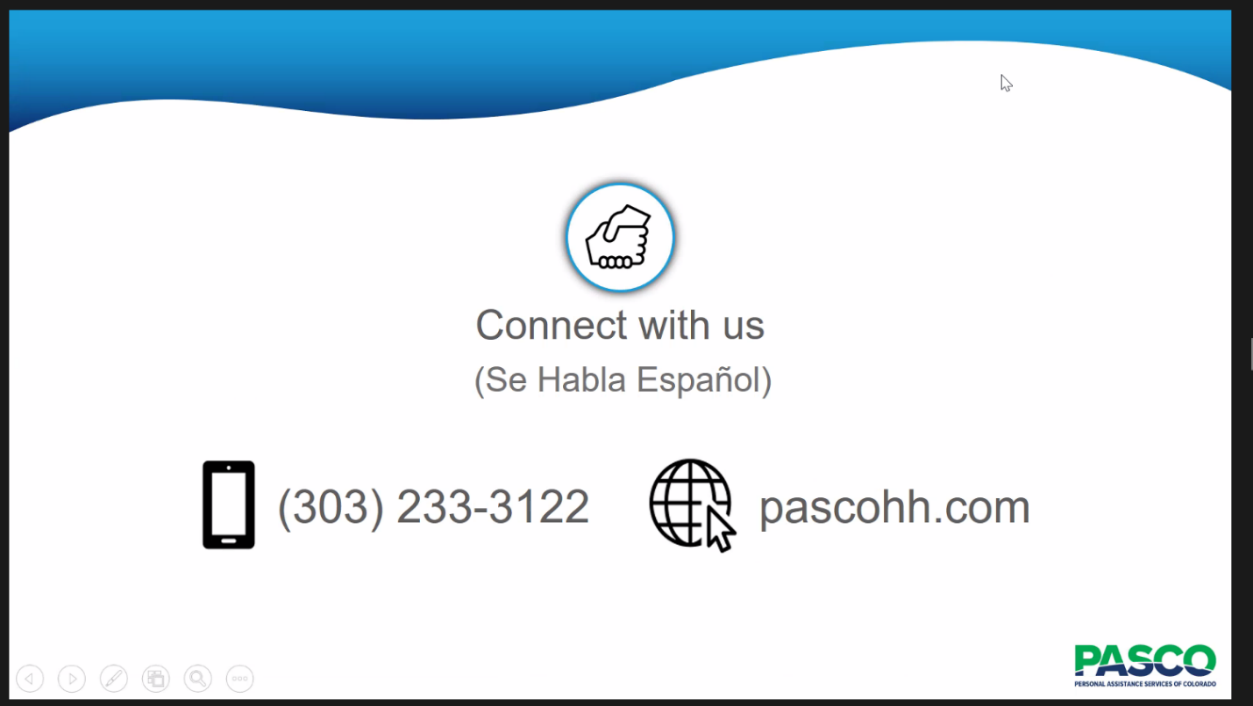 Connect with us
(Se Habla Español)
(303) 233-3122
pascohh.com
PASCO
PERSONAL ASSISTANCE SERVICES OF COLORADO